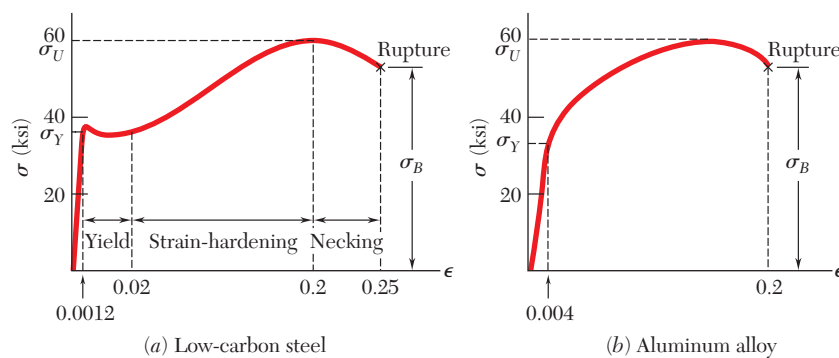 60
σU
Rupture
40
σY
σ (ksi)
20
σB
Yield
Strain-hardening
Necking
ϵ
0.02
0.2
0.25
0.0012
(a) Low-carbon steel
60
σU
Rupture
40
σY
σ (ksi)
20
σB
ϵ
0.2
0.004
(b) Aluminum alloy